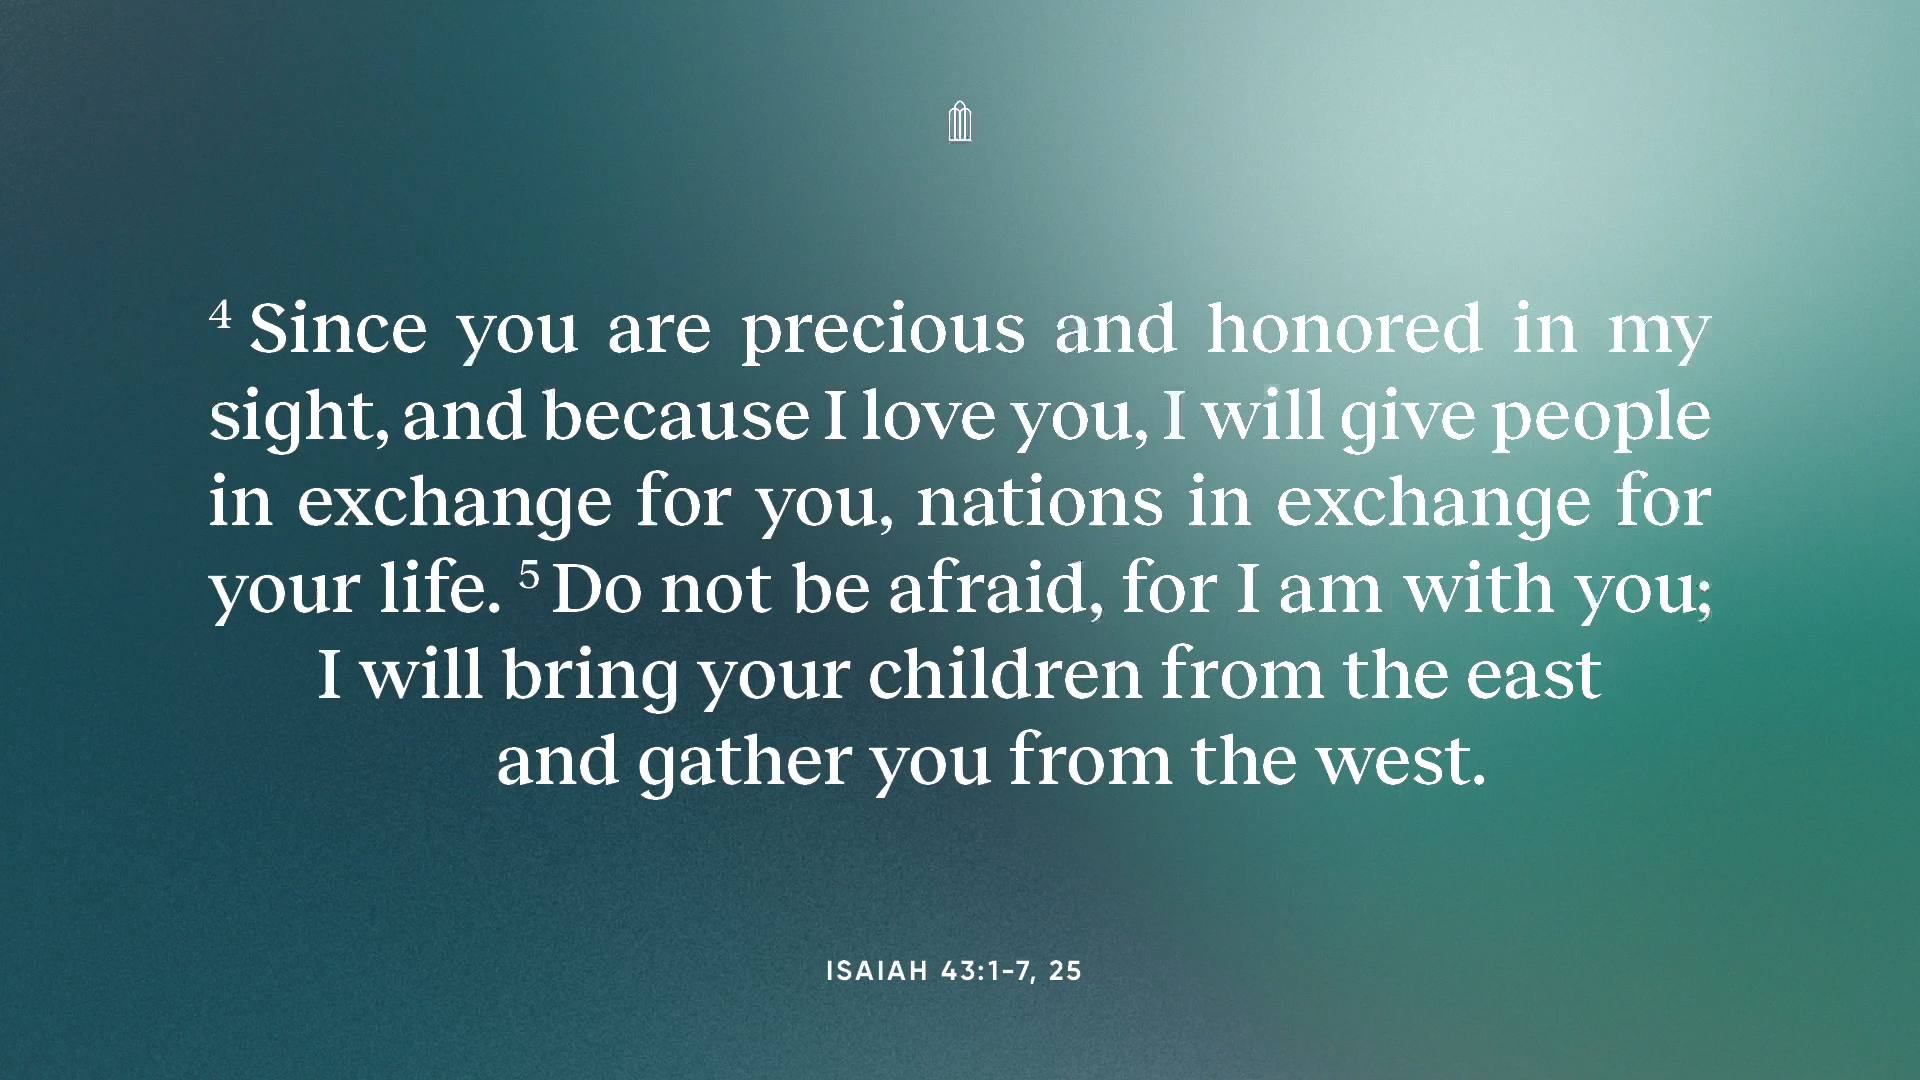 4 Since you are precious and honored in my
sight, and because I love you, I will give people
in exchange for you, nations in exchange for
your life. 5 Do not be afraid, for I am with you;
I will bring your children from the east
and gather you from the west.
ISAIAH 43:1-7, 25